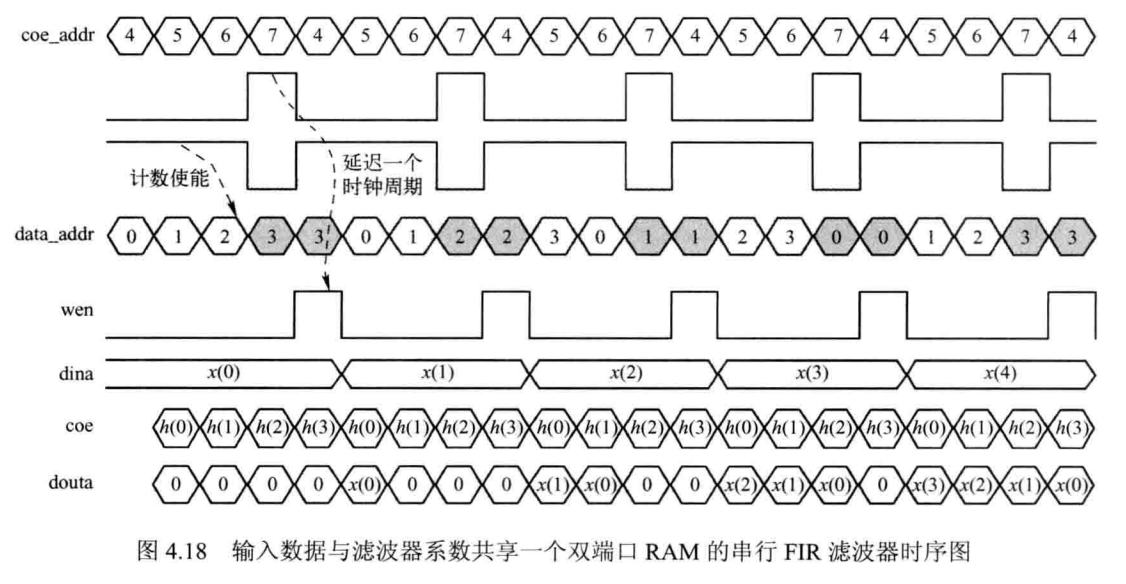 coe_addr 4 5 6 7 4 5 6 7 4 5 6 7 4 5 6 7 4 5 6 7 4
计数使能
延迟一个
时钟周期
data_addr 0 1 2 3 3 0 1 2 2 3 0 1 1 2 3 0 0 1 2 3 3
wen
dina x(0) x(1) x(2) x(3) x(4)
coe h(0) h(1) h(2) h(3) h(0) h(1) h(2) h(3) h(0) h(1) h(2) h(3) h(0) h(1) h(2) h(3) h(0) h(1) h(2) h(3)
douta 0 0 0 0 x(0) 0 0 0 x(1) x(0) 0 0 x(2) x(1) x(0) 0 x(3) x(2) x(1) x(0)
图 4.18 输入数据与滤波器系数共享一个双端口 RAM 的串行 FIR 滤波器时序图